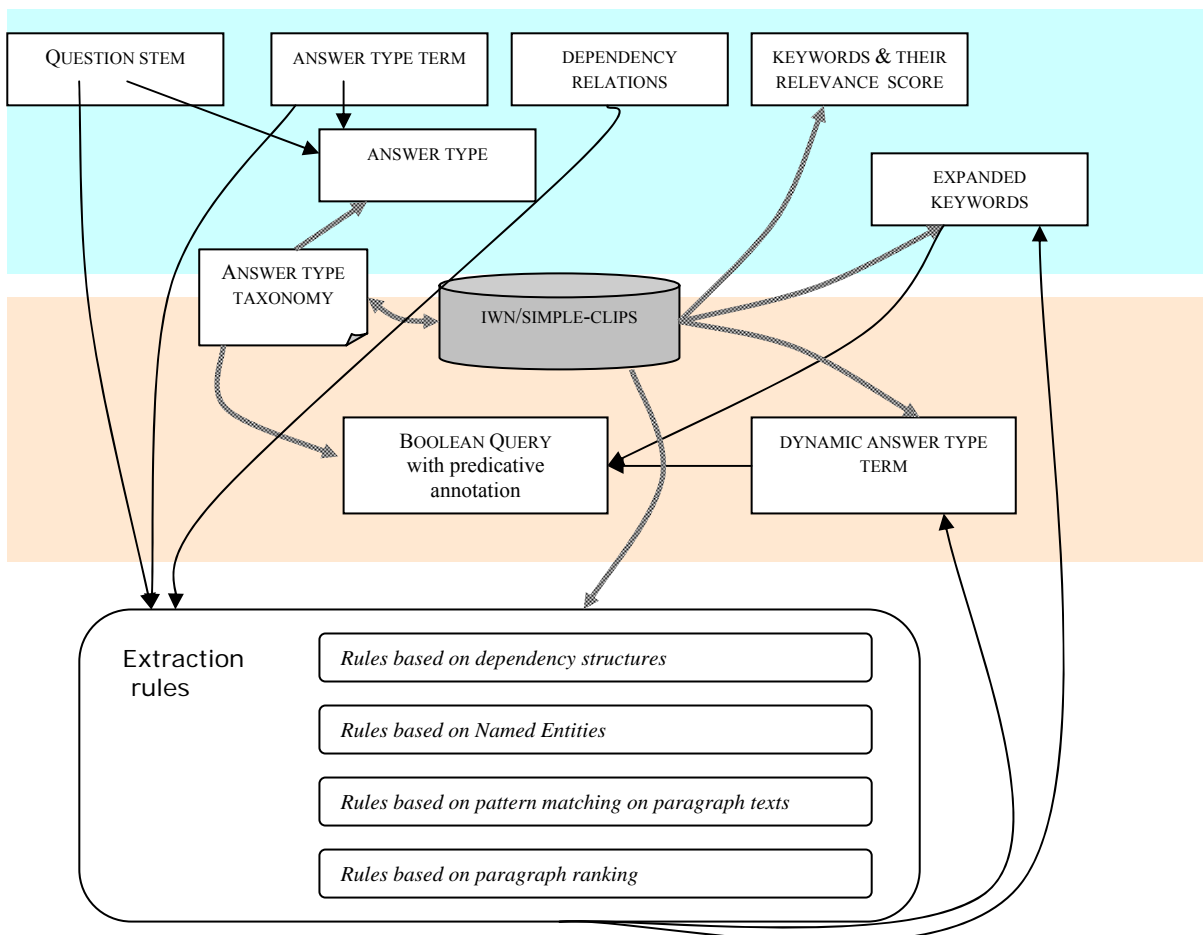 QUESTION STEM
ANSWER TYPE TERM
DEPENDENCY
RELATIONS
KEYWORDS & THEIR
RELEVANCE SCORE
ANSWER TYPE
EXPANDED
KEYWORDS
ANSWER TYPE
TAXONOMY
IWN/SIMPLE-CLIPS
BOOLEAN QUERY
with predicative
annotation
DYNAMIC ANSWER TYPE
TERM
Extraction
rules
Rules based on dependency structures
Rules based on Named Entities
Rules based on pattern matching on paragraph texts
Rules based on paragraph ranking